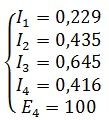 I₁ = 0,229
I₂ = 0,435
I₃ = 0,645
I₄ = 0,416
E₄ = 100